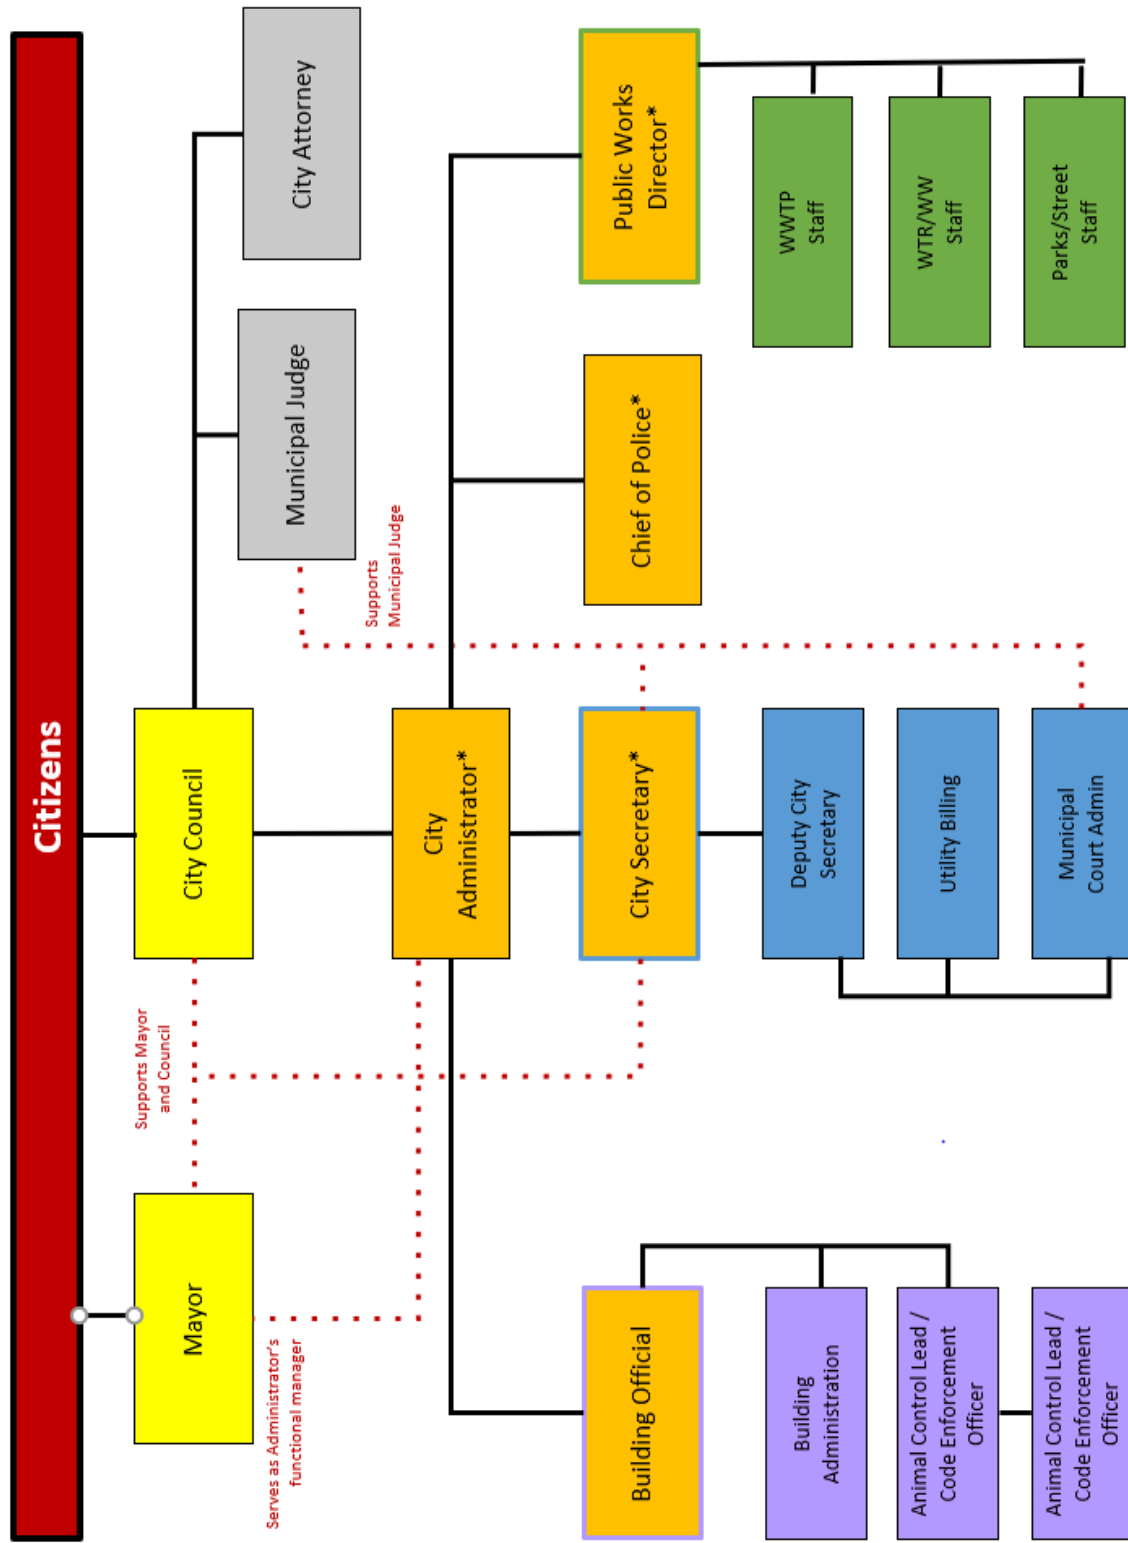 Citizens
Mayor
City Council
Supports Mayor
and Council
City Attorney
Municipal Judge
Serves as Administrator's
functional manager
Supports
Municipal Judge
City
Administrator*
Building Official
City Secretary*
Chief of Police*
Public Works
Director*
Building
Administration
Deputy City
Secretary
WWTP
Staff
Animal Control Lead /
Code Enforcement
Officer
Utility Billing
WTR/WW
Staff
Animal Control Lead /
Code Enforcement
Officer
Municipal
Court Admin
Parks/Street
Staff